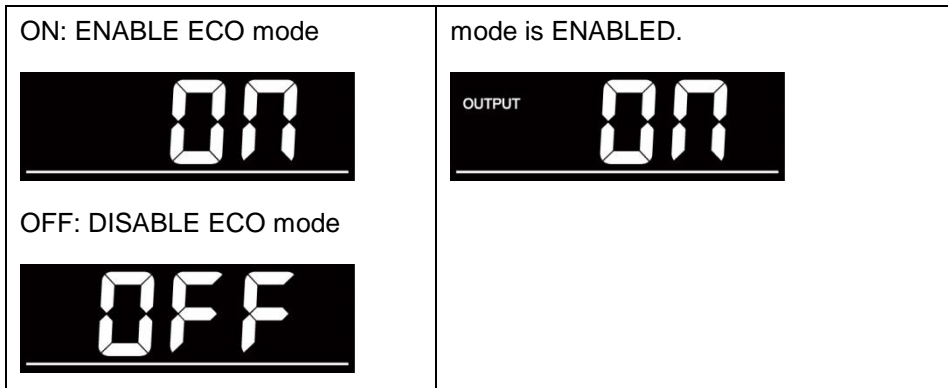 ON: ENABLE ECO mode
ON
OFF: DISABLE ECO mode
OFF
mode is ENABLED.
OUTPUT ON